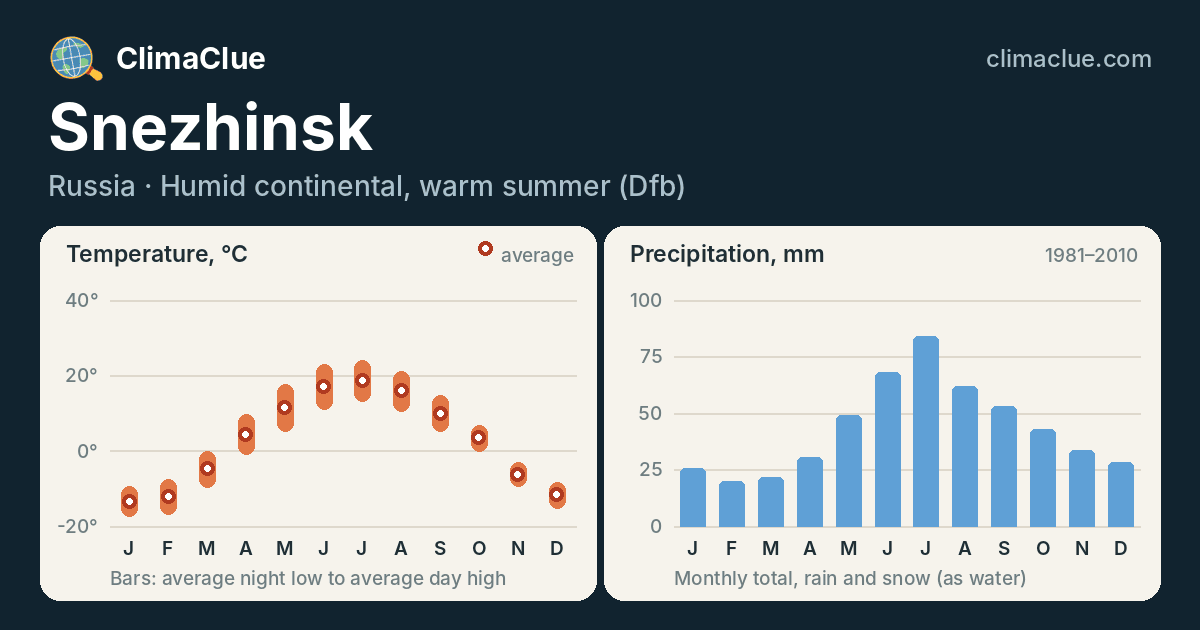 ClimaClue
climaclue.com
Snezhinsk
Russia · Humid continental, warm summer (Dfb)
Temperature, °C
average
40°
20°
0°
-20°
J F M A M J J A S O N D
Bars: average night low to average day high
Precipitation, mm
1981–2010
100
75
50
25
0
J F M A M J J A S O N D
Monthly total, rain and snow (as water)